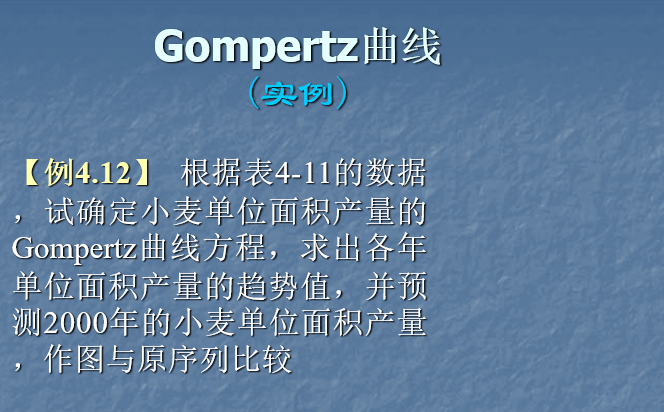 Gompertz曲线
（实例）
【例4.12】 根据表4-11的数据
，试确定小麦单位面积产量的
Gompertz曲线方程，求出各年
单位面积产量的趋势值，并预
测2000年的小麦单位面积产量
，作图与原序列比较